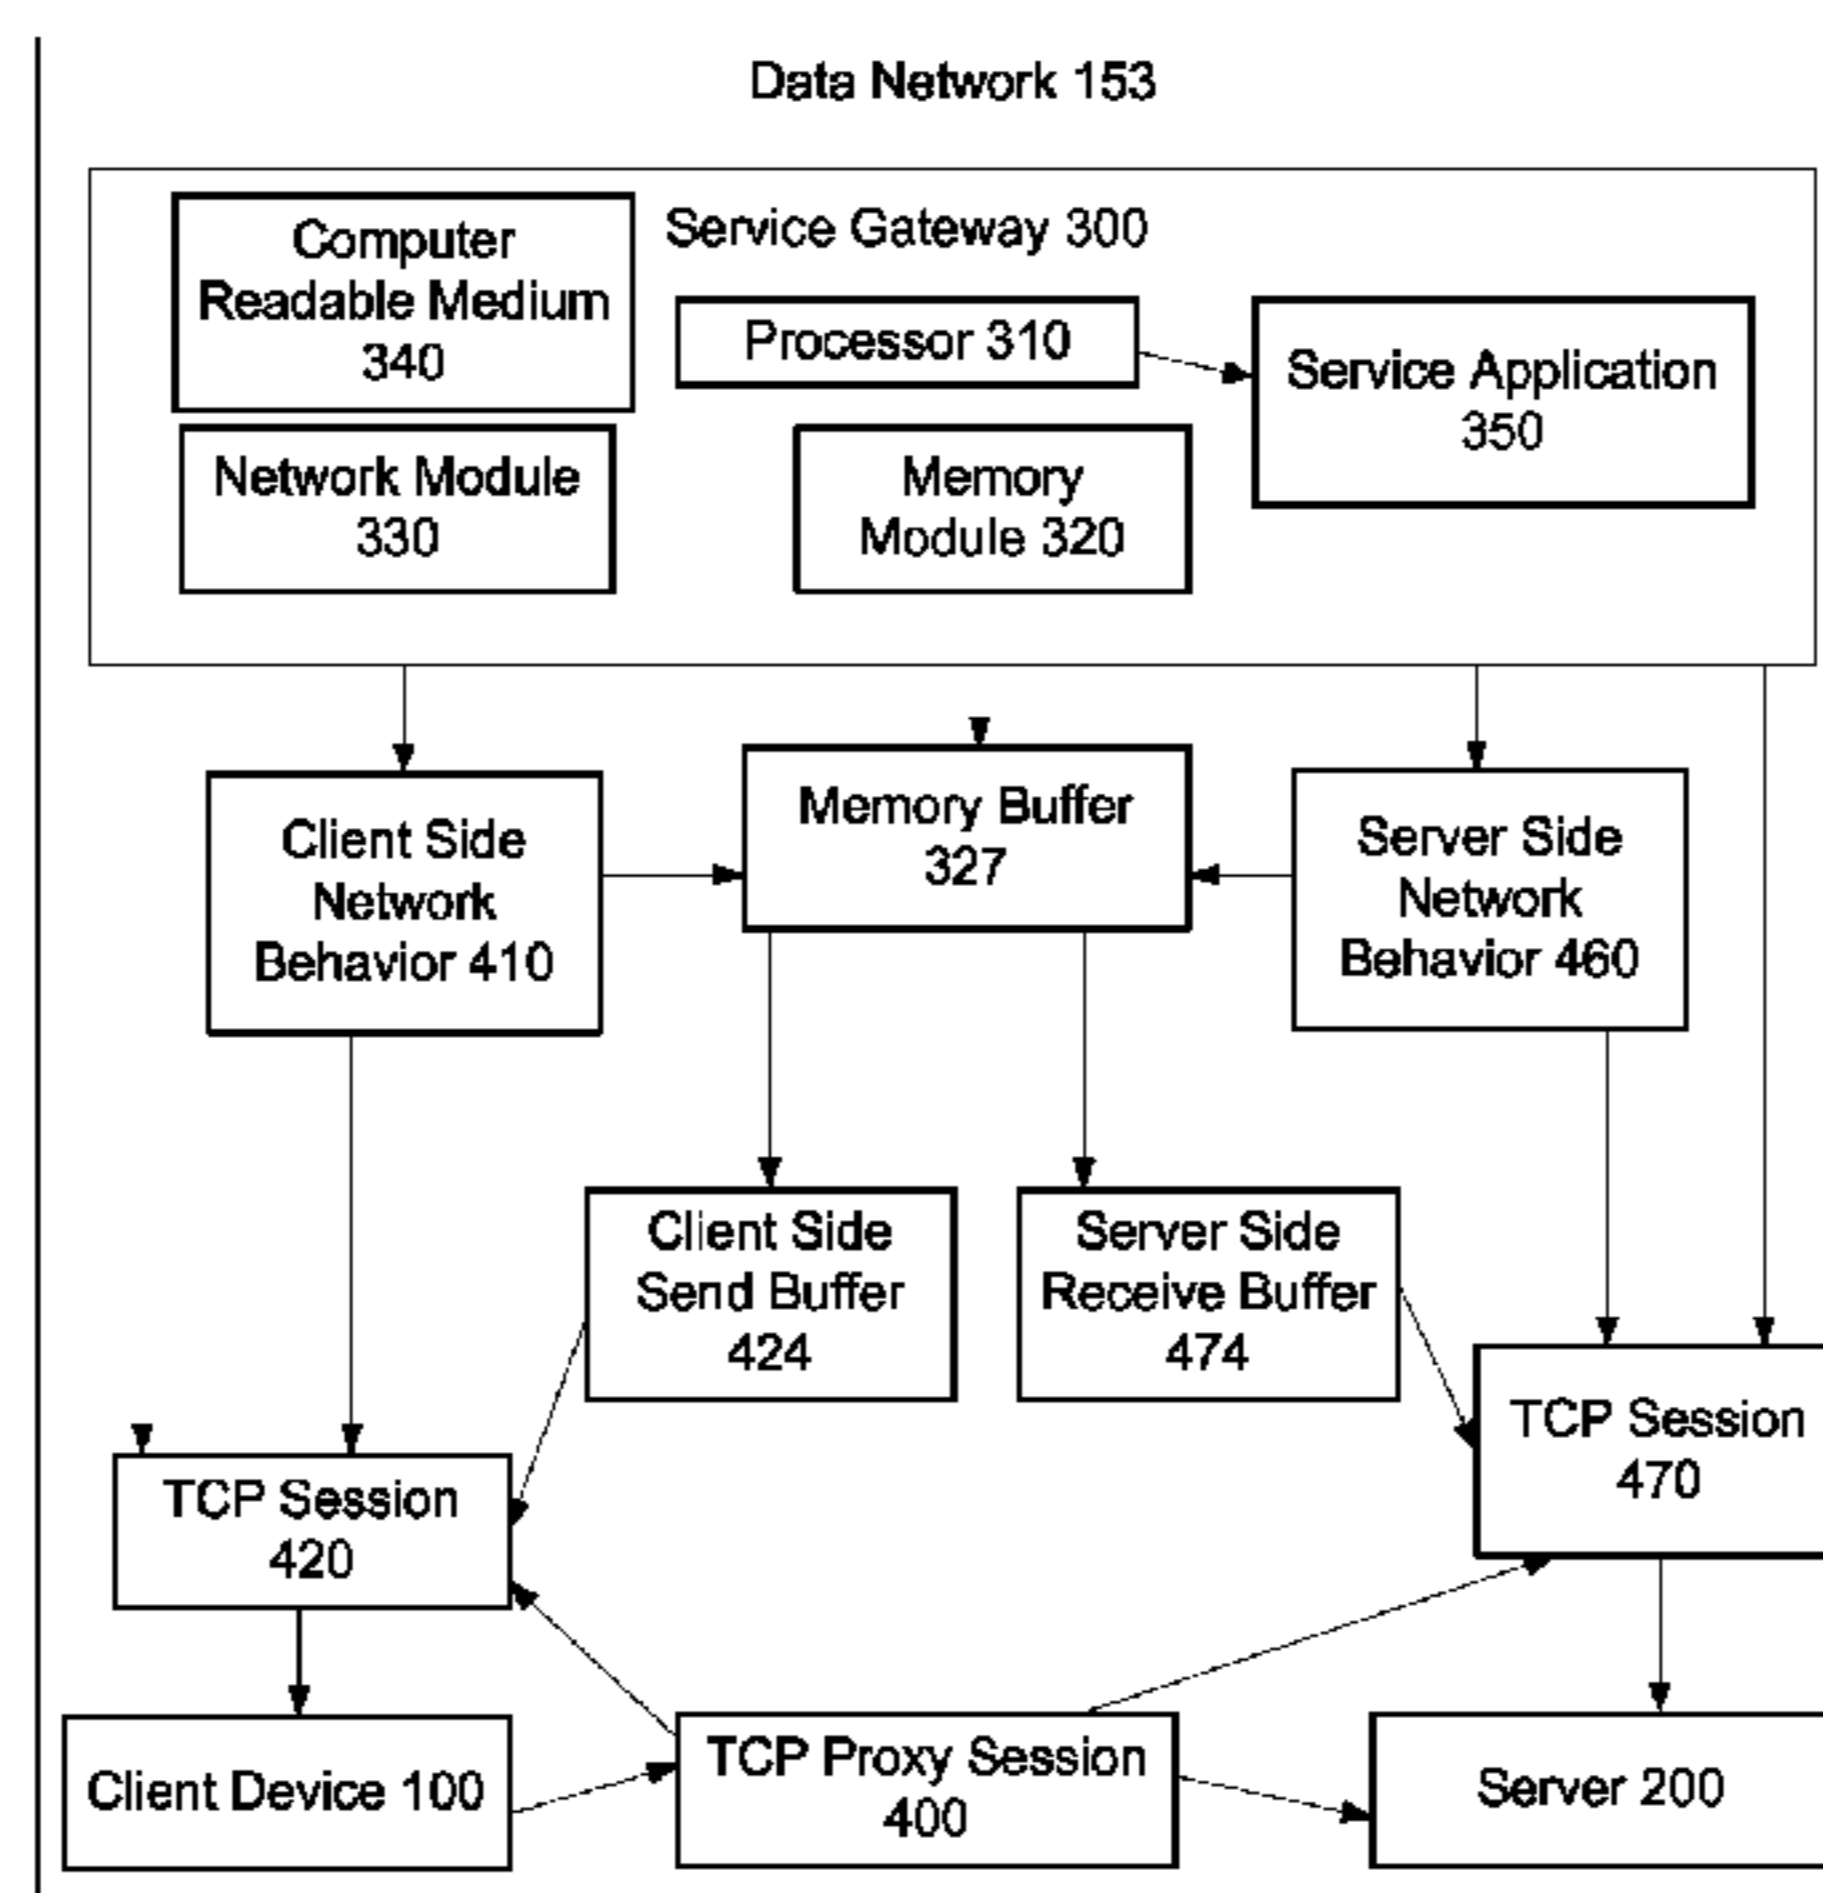 Data Network 153
Computer
Readable Medium
340
Service Gateway 300
Processor 310
Service Application
350
Network Module
330
Memory
Module 320
Client Side
Network
Behavior 410
Memory Buffer
327
Server Side
Network
Behavior 460
Client Side
Send Buffer
424
Server Side
Receive Buffer
474
TCP Session
470
TCP Session
420
Client Device 100
TCP Proxy Session
400
Server 200